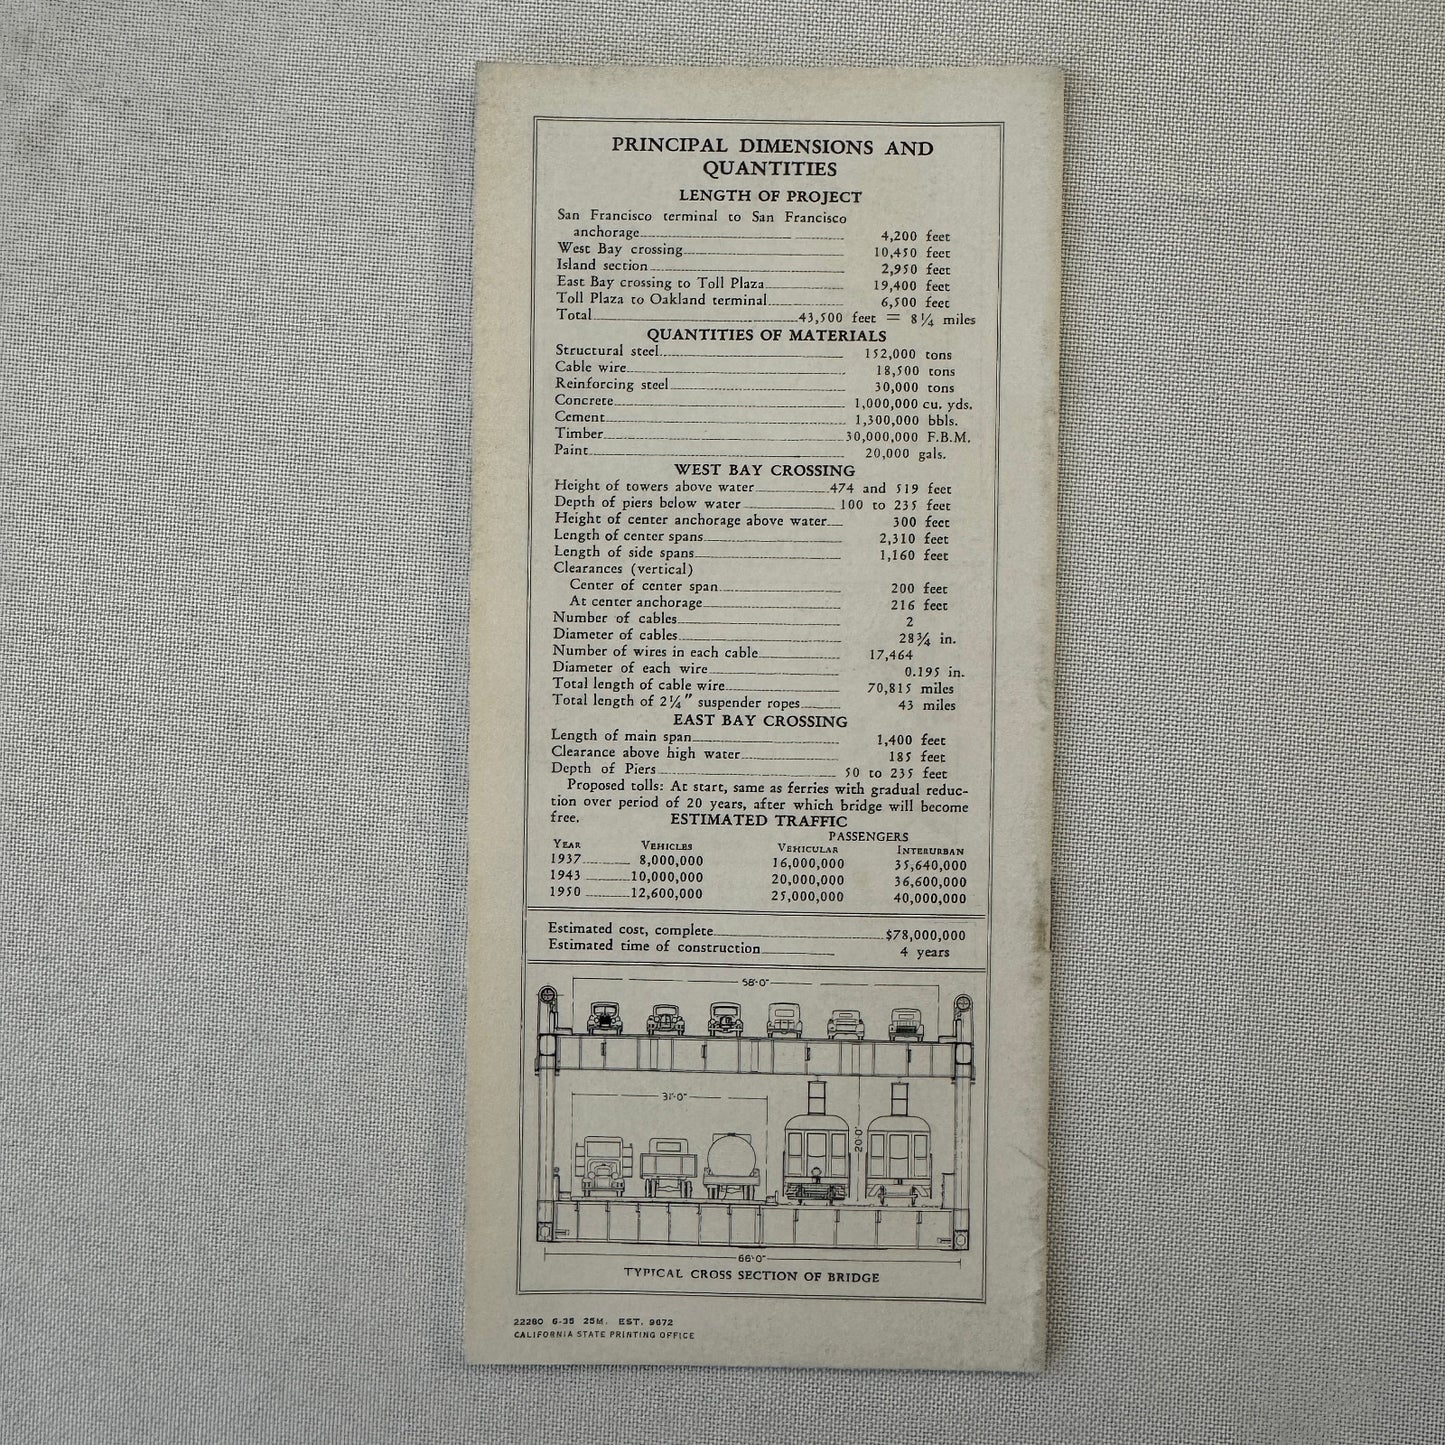 PRINCIPAL DIMENSIONS AND
QUANTITIES
LENGTH OF PROJECT
San Francisco terminal to San Francisco
anchorage 4,200 feet
West Bay crossing 10,450 feet
Island section 2,950 feet
East Bay crossing to Toll Plaza 19,400 feet
Toll Plaza to Oakland terminal 6,500 feet
Total 43,500 feet = 8¼ miles
QUANTITIES OF MATERIALS
Structural steel 152,000 tons
Cable wire 18,500 tons
Reinforcing steel 30,000 tons
Concrete 1,000,000 cu. yds.
Cement 1,300,000 bbls.
Timber 30,000,000 F.B.M.
Paint 20,000 gals.
WEST BAY CROSSING
Height of towers above water 474 and 519 feet
Depth of piers below water 100 to 235 feet
Height of center anchorage above water 300 feet
Length of center spans 2,310 feet
Length of side spans 1,160 feet
Clearances (vertical)
Center of center span 200 feet
At center anchorage 216 feet
Number of cables 2
Diameter of cables 28¾ in.
Number of wires in each cable 17,464
Diameter of each wire 0.195 in.
Total length of cable wire 70,815 miles
Total length of 2¼" suspender ropes 43 miles
EAST BAY CROSSING
Length of main span 1,400 feet
Clearance above high water 185 feet
Depth of Piers 50 to 235 feet
Proposed tolls: At start, same as ferries with gradual reduc-
tion over period of 20 years, after which bridge will become
free.
ESTIMATED TRAFFIC
PASSENGERS
YEAR VEHICLES VEHICULAR INTERURBAN
1937 8,000,000 16,000,000 35,640,000
1943 10,000,000 20,000,000 36,600,000
1950 12,600,000 25,000,000 40,000,000
Estimated cost, complete $78,000,000
Estimated time of construction 4 years
58'-0"
31'-0"
20'-0"
66'-0"
TYPICAL CROSS SECTION OF BRIDGE
22280 6-35 25M. EST. 9672
CALIFORNIA STATE PRINTING OFFICE